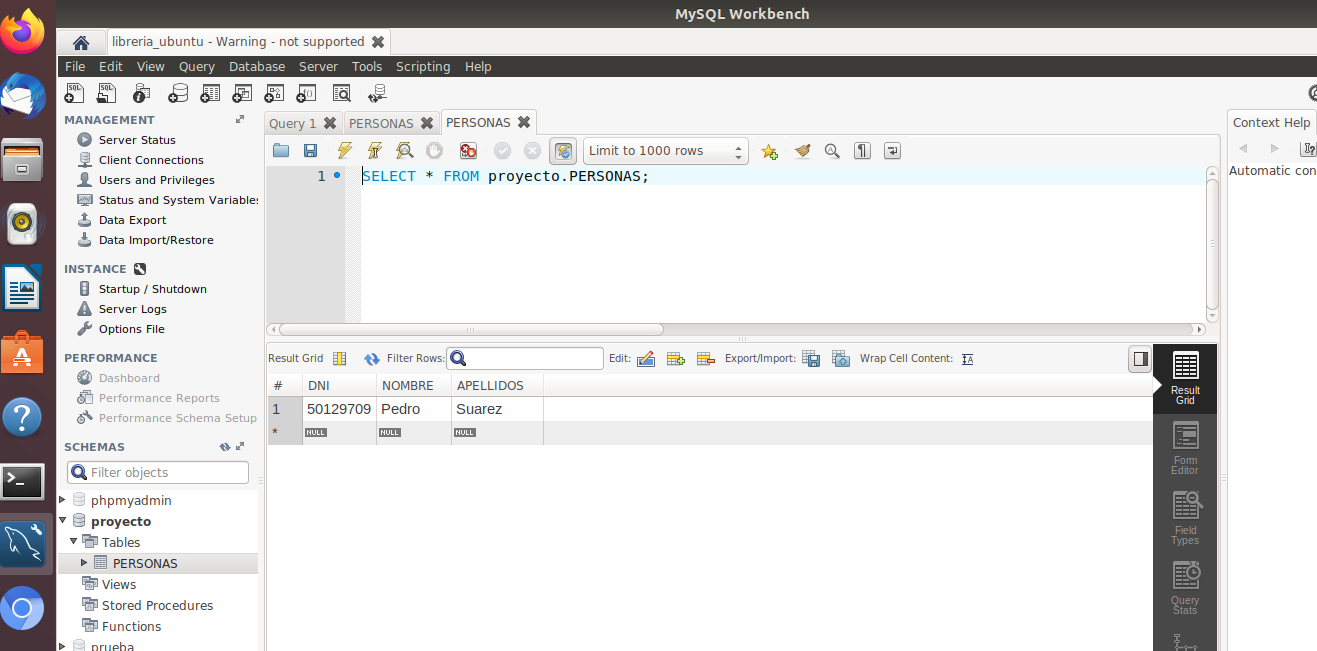 MySQL Workbench
libreria_ubuntu - Warning - not supported
File Edit View Query Database Server Tools Scripting Help
MANAGEMENT
Server Status
Client Connections
Users and Privileges
Status and System Variables
Data Export
Data Import/Restore
INSTANCE
Startup / Shutdown
Server Logs
Options File
PERFORMANCE
Dashboard
Performance Reports
Performance Schema Setup
SCHEMAS
Filter objects
phpmyadmin
proyecto
Tables
PERSONAS
Views
Stored Procedures
Functions
prueba
Query 1 PERSONAS PERSONAS
Limit to 1000 rows
1 SELECT * FROM proyecto.PERSONAS;
Result Grid Filter Rows: Edit: Export/Import: Wrap Cell Content:
# DNI NOMBRE APELLIDOS
1 50129709 Pedro Suarez
* NULL NULL NULL
Result
Grid
Form
Editor
Field
Types
Query
Stats
Context Help
Automatic con